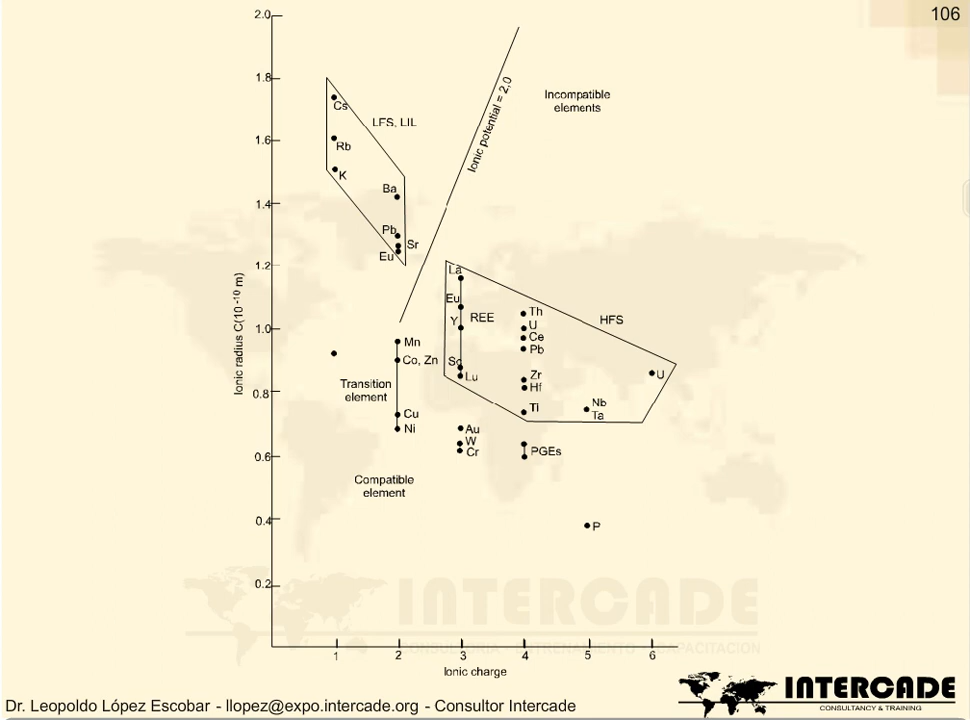 106
2.0
1.8
1.6
1.4
1.2
1.0
0.8
0.6
0.4
0.2
Ionic radius C(10 -10 m)
Cs
Rb
K
LFS, LIL
Ba
Pb
Sr
Eu
Ionic potential = 2,0
Incompatible
elements
La
Eu
Y
REE
Sc
Lu
Th
U
Ce
Pb
Zr
Hf
Ti
HFS
U
Nb
Ta
Mn
Co, Zn
Transition
element
Cu
Ni
Au
W
Cr
PGEs
Compatible
element
P
1 2 3 4 5 6
Ionic charge
INTERCADE
CONSULTORIA - ENTRENAMIENTO - CAPACITACION
Dr. Leopoldo López Escobar - llopez@expo.intercade.org - Consultor Intercade
INTERCADE
CONSULTANCY & TRAINING